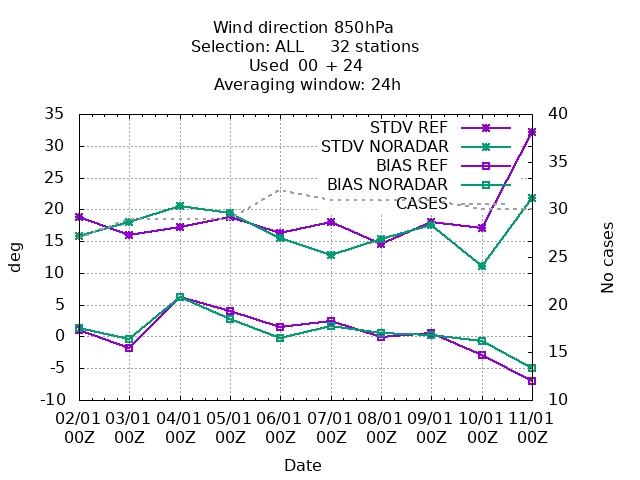 Wind direction 850hPa
Selection: ALL 32 stations
Used 00 + 24
Averaging window: 24h
35
30
25
20
15
10
5
0
-5
-10
deg
STDV REF
STDV NORADAR
BIAS REF
BIAS NORADAR
CASES
40
35
30
25
20
15
10
No cases
02/01 03/01 04/01 05/01 06/01 07/01 08/01 09/01 10/01 11/01
00Z 00Z 00Z 00Z 00Z 00Z 00Z 00Z 00Z 00Z
Date